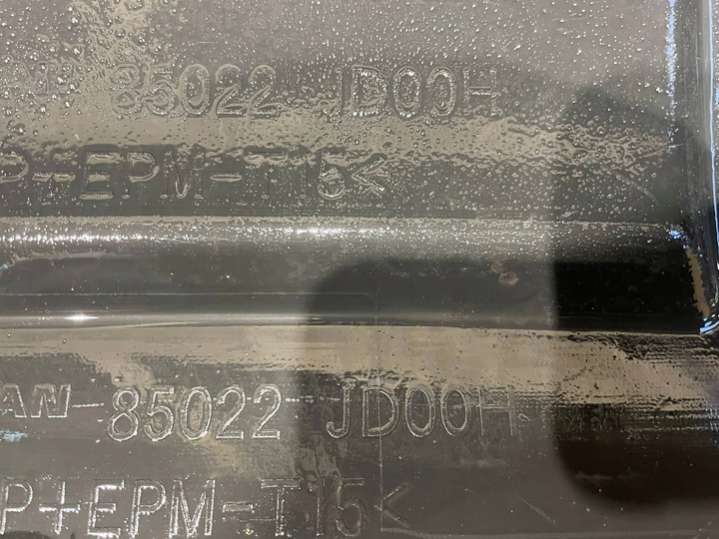 85022 JD00H
P+EPM-T15<
AN 85022 JD00H
P+EPM-T15<